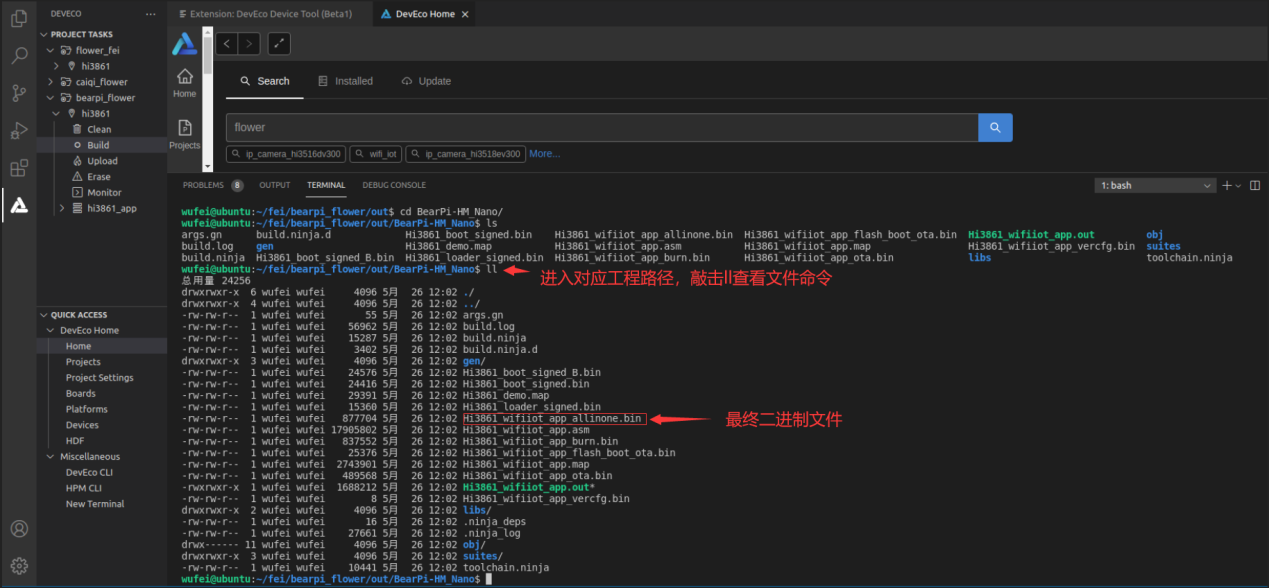 DEVECO
PROJECT TASKS
flower_fei
hi3861
caiqi_flower
bearpi_flower
hi3861
Clean
Build
Upload
Erase
Monitor
hi3861_app
QUICK ACCESS
DevEco Home
Home
Projects
Project Settings
Boards
Platforms
Devices
HDF
Miscellaneous
DevEco CLI
HPM CLI
New Terminal
Extension: DevEco Device Tool (Beta1)
DevEco Home
Home
Projects
Search Installed Update
flower
ip_camera_hi3516dv300 wifi_iot ip_camera_hi3518ev300 More...
PROBLEMS 8 OUTPUT TERMINAL DEBUG CONSOLE 1: bash
wufei@ubuntu:~/fei/bearpi_flower/out$ cd BearPi-HM_Nano/
wufei@ubuntu:~/fei/bearpi_flower/out/BearPi-HM_Nano$ ls
args.gn build.ninja.d Hi3861_boot_signed.bin Hi3861_wifiiot_app_allinone.bin Hi3861_wifiiot_app_flash_boot_ota.bin Hi3861_wifiiot_app.out obj
build.log gen Hi3861_demo.map Hi3861_wifiiot_app.asm Hi3861_wifiiot_app.map Hi3861_wifiiot_app_vercfg.bin suites
build.ninja Hi3861_boot_signed_B.bin Hi3861_loader_signed.bin Hi3861_wifiiot_app_burn.bin Hi3861_wifiiot_app_ota.bin libs toolchain.ninja
wufei@ubuntu:~/fei/bearpi_flower/out/BearPi-HM_Nano$ ll
进入对应工程路径，敲击ll查看文件命令
总用量 24256
drwxrwxr-x 6 wufei wufei 4096 5月 26 12:02 ./
drwxrwxr-x 4 wufei wufei 4096 5月 26 12:02 ../
-rw-rw-r-- 1 wufei wufei 55 5月 26 12:02 args.gn
-rw-rw-r-- 1 wufei wufei 56962 5月 26 12:02 build.log
-rw-rw-r-- 1 wufei wufei 15287 5月 26 12:02 build.ninja
-rw-rw-r-- 1 wufei wufei 3402 5月 26 12:02 build.ninja.d
drwxrwxr-x 3 wufei wufei 4096 5月 26 12:02 gen/
-rw-rw-r-- 1 wufei wufei 24576 5月 26 12:02 Hi3861_boot_signed_B.bin
-rw-rw-r-- 1 wufei wufei 24416 5月 26 12:02 Hi3861_boot_signed.bin
-rw-rw-r-- 1 wufei wufei 29391 5月 26 12:02 Hi3861_demo.map
-rw-rw-r-- 1 wufei wufei 15360 5月 26 12:02 Hi3861_loader_signed.bin
-rw-rw-r-- 1 wufei wufei 877704 5月 26 12:02 Hi3861_wifiiot_app_allinone.bin
最终二进制文件
-rw-rw-r-- 1 wufei wufei 17905802 5月 26 12:02 Hi3861_wifiiot_app.asm
-rw-rw-r-- 1 wufei wufei 837552 5月 26 12:02 Hi3861_wifiiot_app_burn.bin
-rw-rw-r-- 1 wufei wufei 25376 5月 26 12:02 Hi3861_wifiiot_app_flash_boot_ota.bin
-rw-rw-r-- 1 wufei wufei 2743901 5月 26 12:02 Hi3861_wifiiot_app.map
-rw-rw-r-- 1 wufei wufei 489568 5月 26 12:02 Hi3861_wifiiot_app_ota.bin
-rwxrwxr-x 1 wufei wufei 1688212 5月 26 12:02 Hi3861_wifiiot_app.out*
-rw-rw-r-- 1 wufei wufei 8 5月 26 12:02 Hi3861_wifiiot_app_vercfg.bin
drwxrwxr-x 2 wufei wufei 4096 5月 26 12:02 libs/
-rw-rw-r-- 1 wufei wufei 16 5月 26 12:02 .ninja_deps
-rw-rw-r-- 1 wufei wufei 27661 5月 26 12:02 .ninja_log
drwx------ 11 wufei wufei 4096 5月 26 12:02 obj/
drwxrwxr-x 3 wufei wufei 4096 5月 26 12:02 suites/
-rw-rw-r-- 1 wufei wufei 10441 5月 26 12:02 toolchain.ninja
wufei@ubuntu:~/fei/bearpi_flower/out/BearPi-HM_Nano$